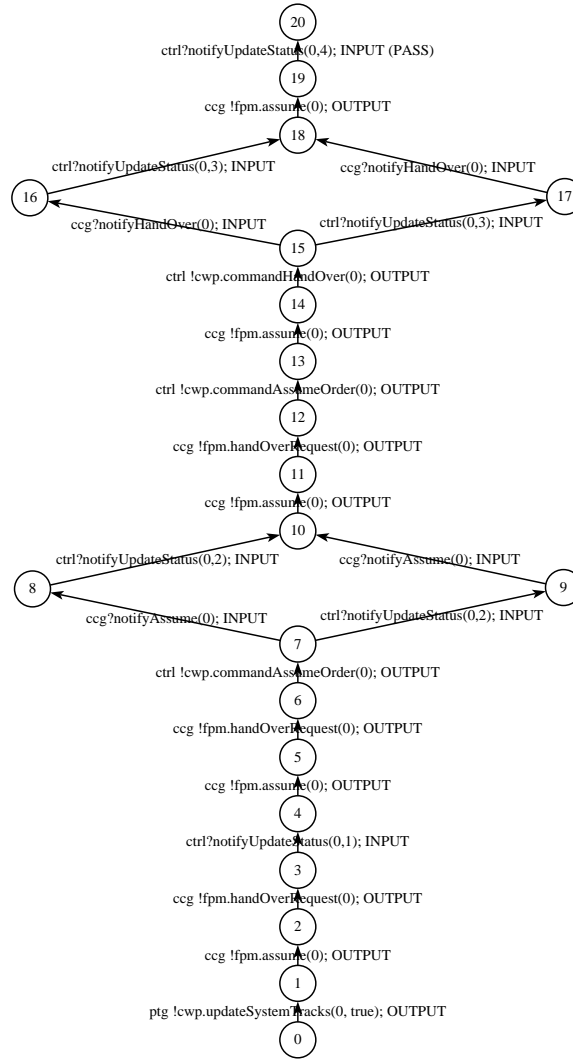 20
ctrl?notifyUpdateStatus(0,4); INPUT (PASS)
19
ccg !fpm.assume(0); OUTPUT
18
ctrl?notifyUpdateStatus(0,3); INPUT
ccg?notifyHandOver(0); INPUT
16
17
ccg?notifyHandOver(0); INPUT
ctrl?notifyUpdateStatus(0,3); INPUT
15
ctrl !cwp.commandHandOver(0); OUTPUT
14
ccg !fpm.assume(0); OUTPUT
13
ctrl !cwp.commandAssumeOrder(0); OUTPUT
12
ccg !fpm.handOverRequest(0); OUTPUT
11
ccg !fpm.assume(0); OUTPUT
10
ctrl?notifyUpdateStatus(0,2); INPUT
ccg?notifyAssume(0); INPUT
8
9
ccg?notifyAssume(0); INPUT
ctrl?notifyUpdateStatus(0,2); INPUT
7
ctrl !cwp.commandAssumeOrder(0); OUTPUT
6
ccg !fpm.handOverRequest(0); OUTPUT
5
ccg !fpm.assume(0); OUTPUT
4
ctrl?notifyUpdateStatus(0,1); INPUT
3
ccg !fpm.handOverRequest(0); OUTPUT
2
ccg !fpm.assume(0); OUTPUT
1
ptg !cwp.updateSystemTracks(0, true); OUTPUT
0